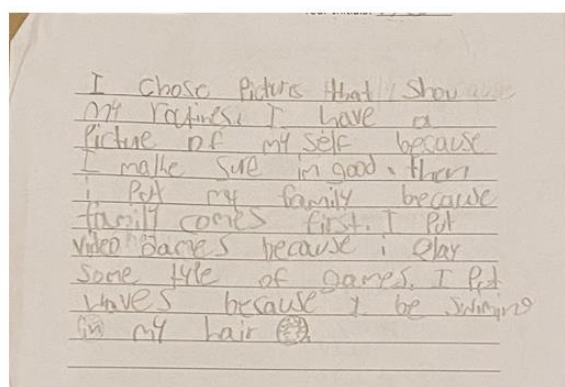 I chose Picturs that show
my routines. I have a
Picture of my self because
I make sure im good. then
i Put my family because
family comes first. I Put
video games because i Play
some type of games. I Put
waves because I be swiming
in my hair